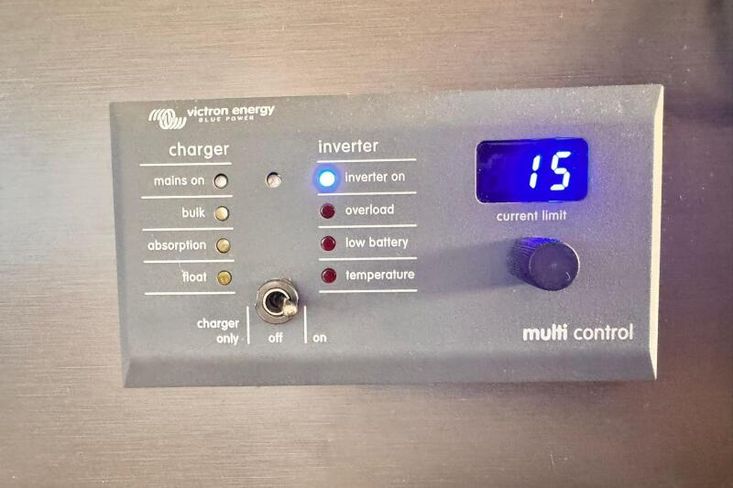 victron energy
BLUE POWER
charger
mains on
bulk
absorption
float
charger only
off
on
inverter
inverter on
overload
low battery
temperature
15
current limit
multi control